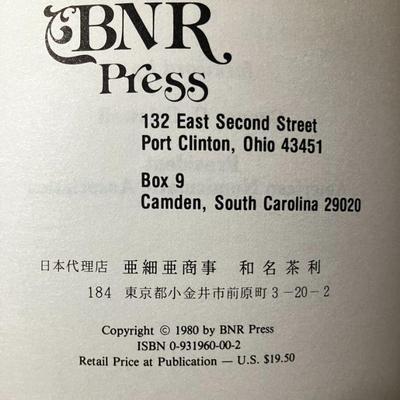 BNR
Press
132 East Second Street
Port Clinton, Ohio 43451
Box 9
Camden, South Carolina 29020
日本代理店 亜細亜商事 和名茶利
184 東京都小金井市前原町3-20-2
Copyright © 1980 by BNR Press
ISBN 0-931960-00-2
Retail Price at Publication — U.S. $19.50